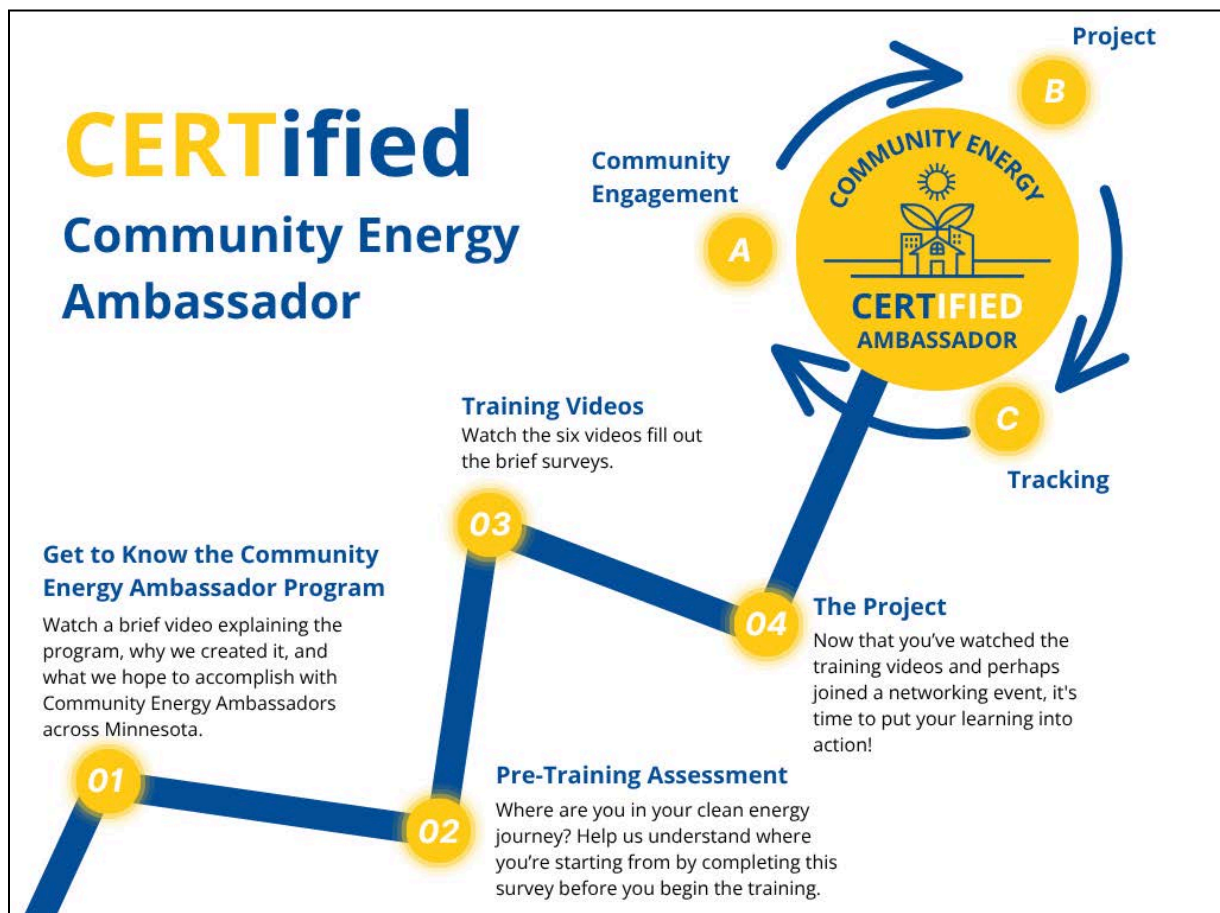 CERTified
Community Energy
Ambassador
Get to Know the Community
Energy Ambassador Program
Watch a brief video explaining the
program, why we created it, and
what we hope to accomplish with
Community Energy Ambassadors
across Minnesota.
01
02
Pre-Training Assessment
Where are you in your clean energy
journey? Help us understand where
you’re starting from by completing this
survey before you begin the training.
Training Videos
Watch the six videos fill out
the brief surveys.
03
04
The Project
Now that you’ve watched the
training videos and perhaps
joined a networking event, it's
time to put your learning into
action!
COMMUNITY ENERGY
CERTIFIED
AMBASSADOR
Community
Engagement
A
Project
B
C
Tracking